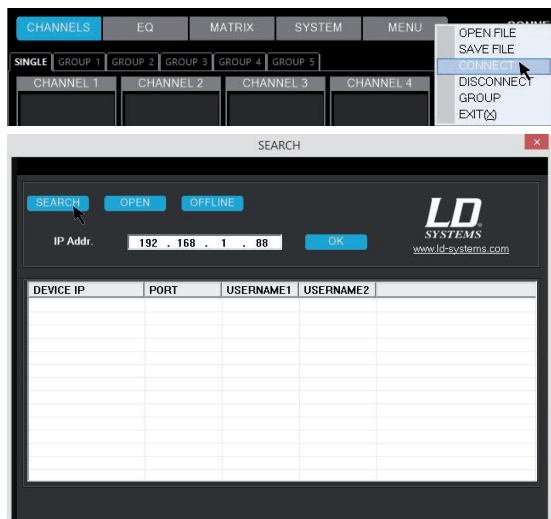 CHANNELS EQ MATRIX SYSTEM MENU
OPEN FILE
SAVE FILE
CONNECT
DISCONNECT
GROUP
EXIT(X)
SINGLE GROUP 1 GROUP 2 GROUP 3 GROUP 4 GROUP 5
CHANNEL 1 CHANNEL 2 CHANNEL 3 CHANNEL 4
SEARCH
SEARCH OPEN OFFLINE
LD
SYSTEMS
www.ld-systems.com
IP Addr. 192 . 168 . 1 . 88 OK
DEVICE IP PORT USERNAME1 USERNAME2